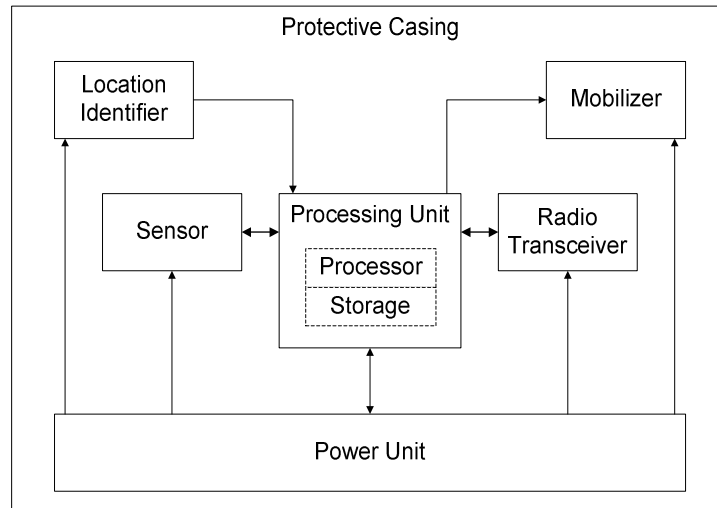 Protective Casing
Location
Identifier
Mobilizer
Sensor
Processing Unit
Processor
Storage
Radio
Transceiver
Power Unit